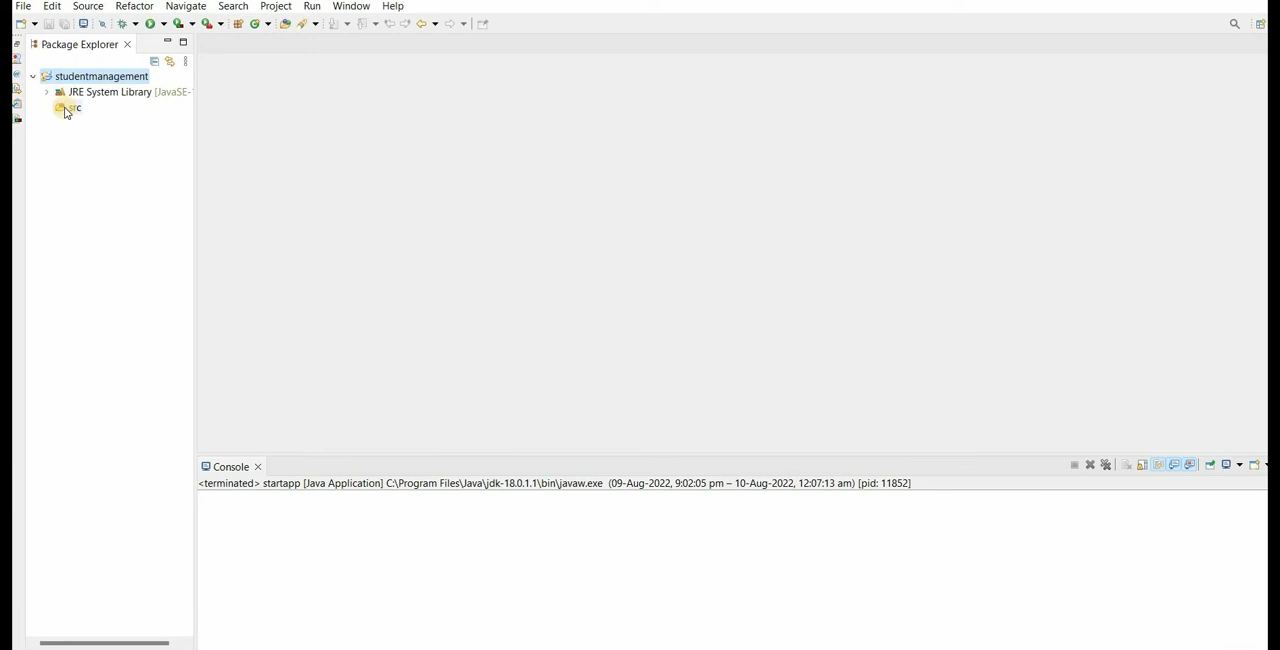 File Edit Source Refactor Navigate Search Project Run Window Help
Package Explorer
studentmanagement
JRE System Library [JavaSE-
src
Console
<terminated> startapp [Java Application] C:\Program Files\Java\jdk-18.0.1.1\bin\javaw.exe (09-Aug-2022, 9:02:05 pm – 10-Aug-2022, 12:07:13 am) [pid: 11852]